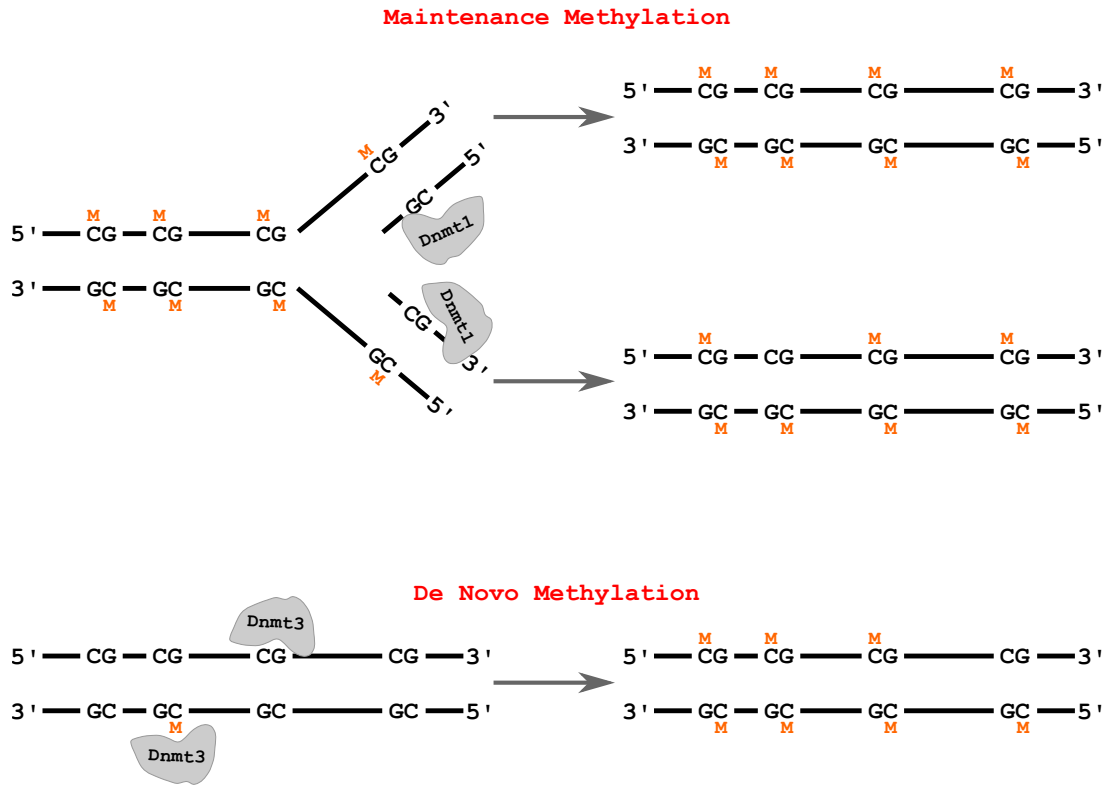 Maintenance Methylation
M M M M
5' CG CG CG CG 3'
3' GC GC GC GC 5'
M M M M
3'
M
CG
5'
GC
Dnmt1
M M M
5' CG CG CG
3' GC GC GC
M M M
Dnmt1
CG
3'
GC
M
5'
M M M
5' CG CG CG CG 3'
3' GC GC GC GC 5'
M M M M
De Novo Methylation
Dnmt3
5' CG CG CG CG 3'
3' GC GC GC GC 5'
M
Dnmt3
M M M
5' CG CG CG CG 3'
3' GC GC GC GC 5'
M M M M